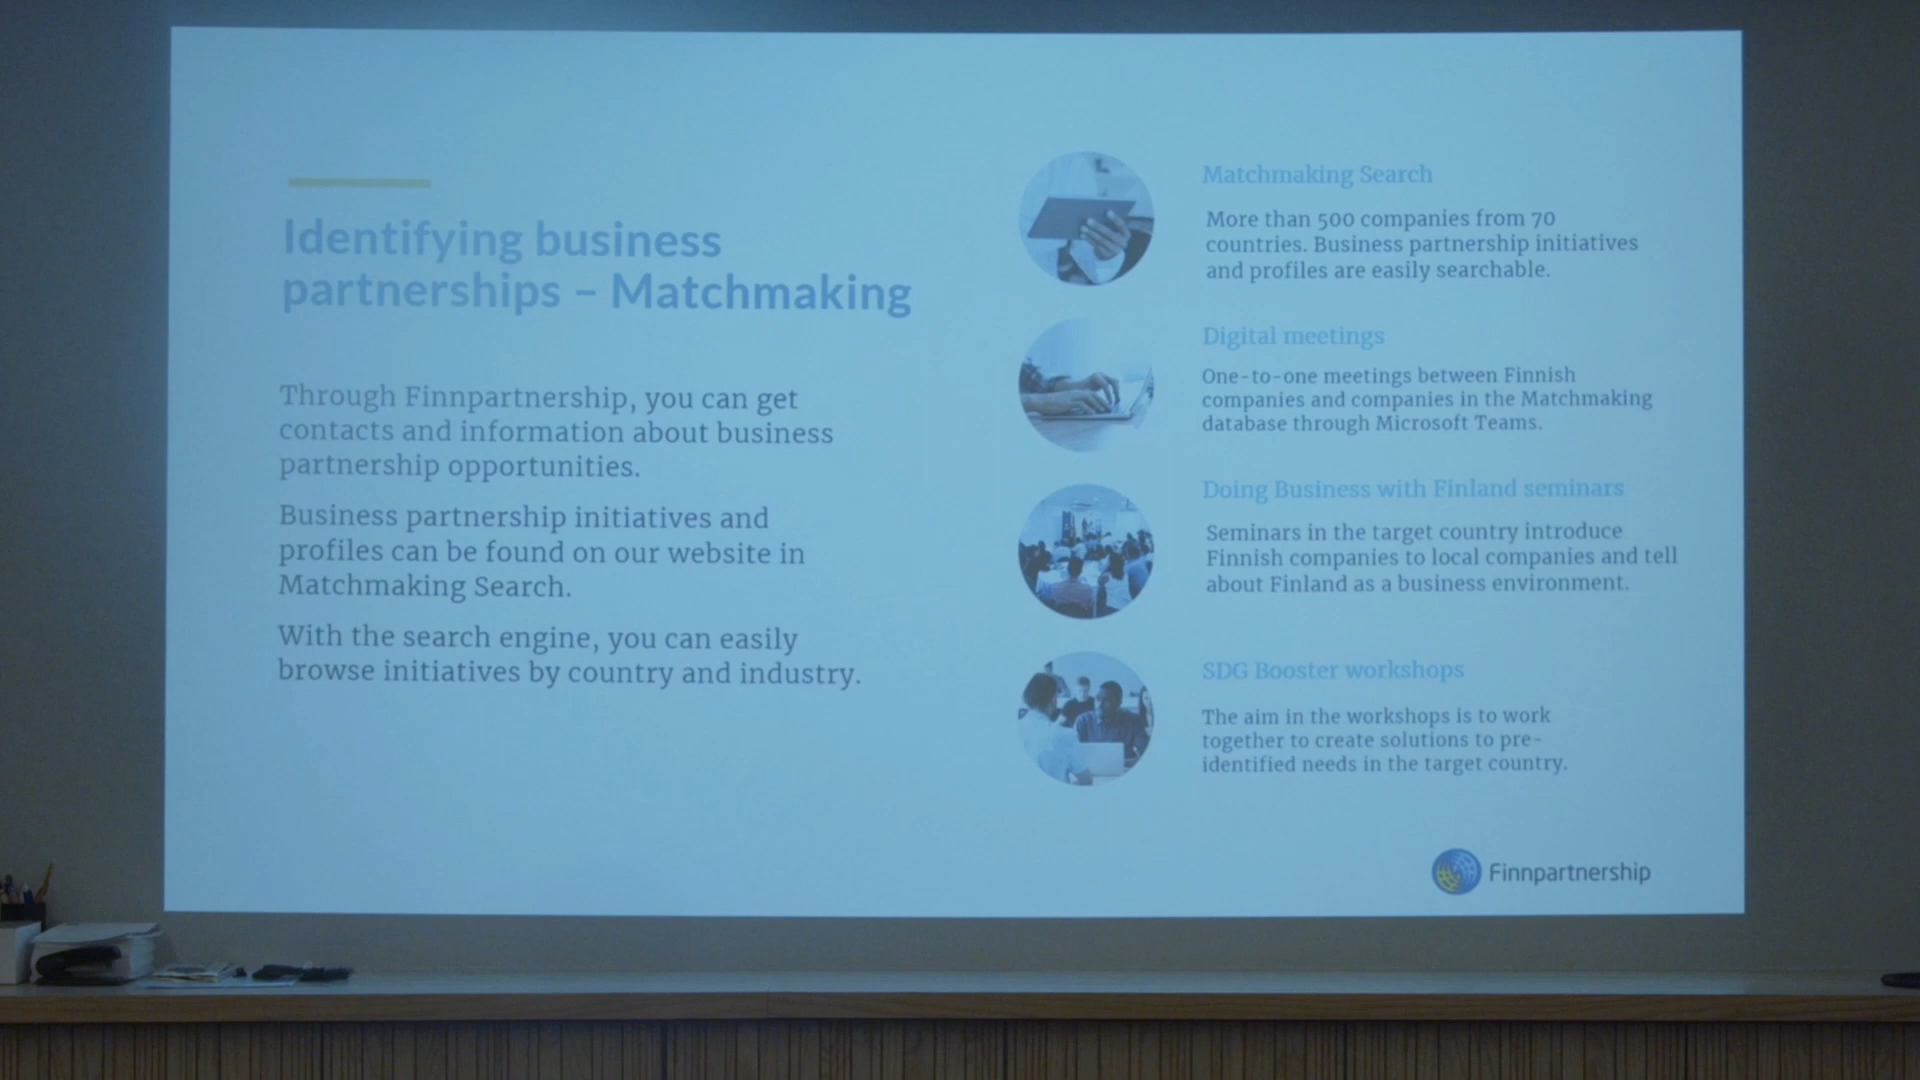 Identifying business
partnerships – Matchmaking
Through Finnpartnership, you can get
contacts and information about business
partnership opportunities.
Business partnership initiatives and
profiles can be found on our website in
Matchmaking Search.
With the search engine, you can easily
browse initiatives by country and industry.
Matchmaking Search
More than 500 companies from 70
countries. Business partnership initiatives
and profiles are easily searchable.
Digital meetings
One-to-one meetings between Finnish
companies and companies in the Matchmaking
database through Microsoft Teams.
Doing Business with Finland seminars
Seminars in the target country introduce
Finnish companies to local companies and tell
about Finland as a business environment.
SDG Booster workshops
The aim in the workshops is to work
together to create solutions to pre-
identified needs in the target country.
Finnpartnership